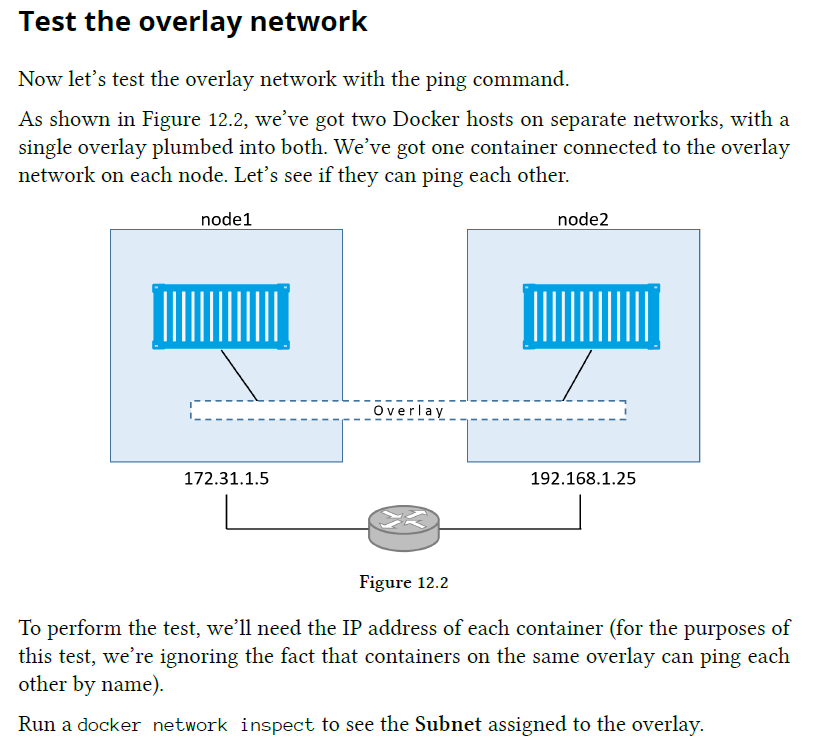 Test the overlay network
Now let’s test the overlay network with the ping command.
As shown in Figure 12.2, we’ve got two Docker hosts on separate networks, with a
single overlay plumbed into both. We’ve got one container connected to the overlay
network on each node. Let’s see if they can ping each other.
node1
node2
Overlay
172.31.1.5
192.168.1.25
Figure 12.2
To perform the test, we’ll need the IP address of each container (for the purposes of
this test, we’re ignoring the fact that containers on the same overlay can ping each
other by name).
Run a docker network inspect to see the Subnet assigned to the overlay.